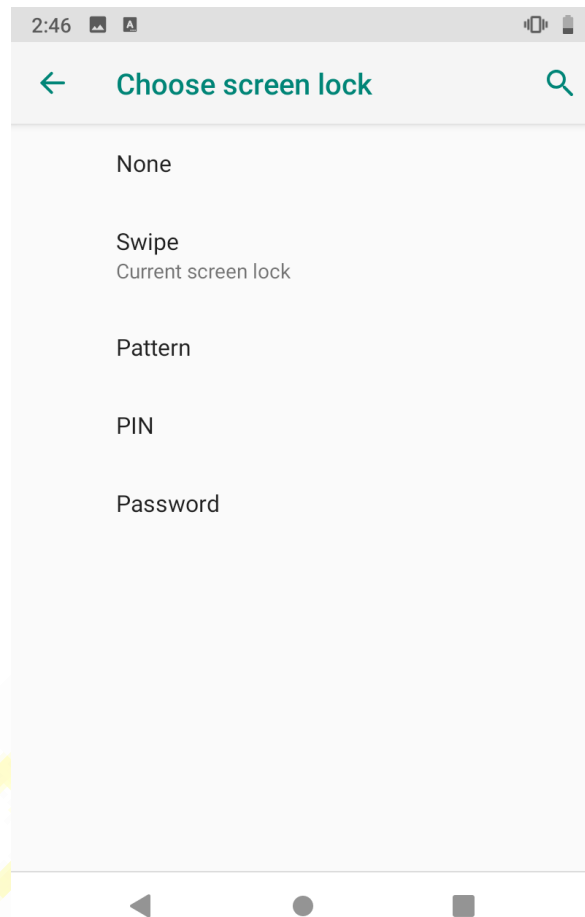 2:46
A
Choose screen lock
None
Swipe
Current screen lock
Pattern
PIN
Password